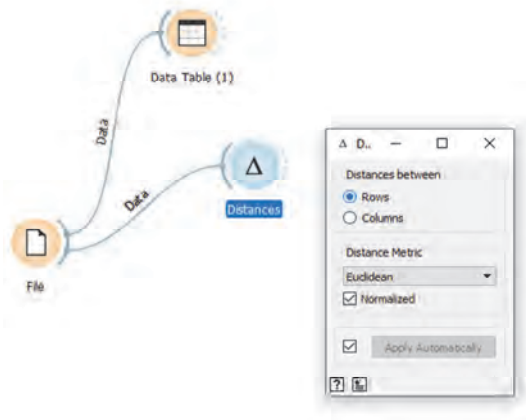 Data Table (1)
Data
Data
Distances
File
Δ D.. 
Distances between
Rows
Columns
Distance Metric
Euclidean
Normalized
Apply Automatically
?